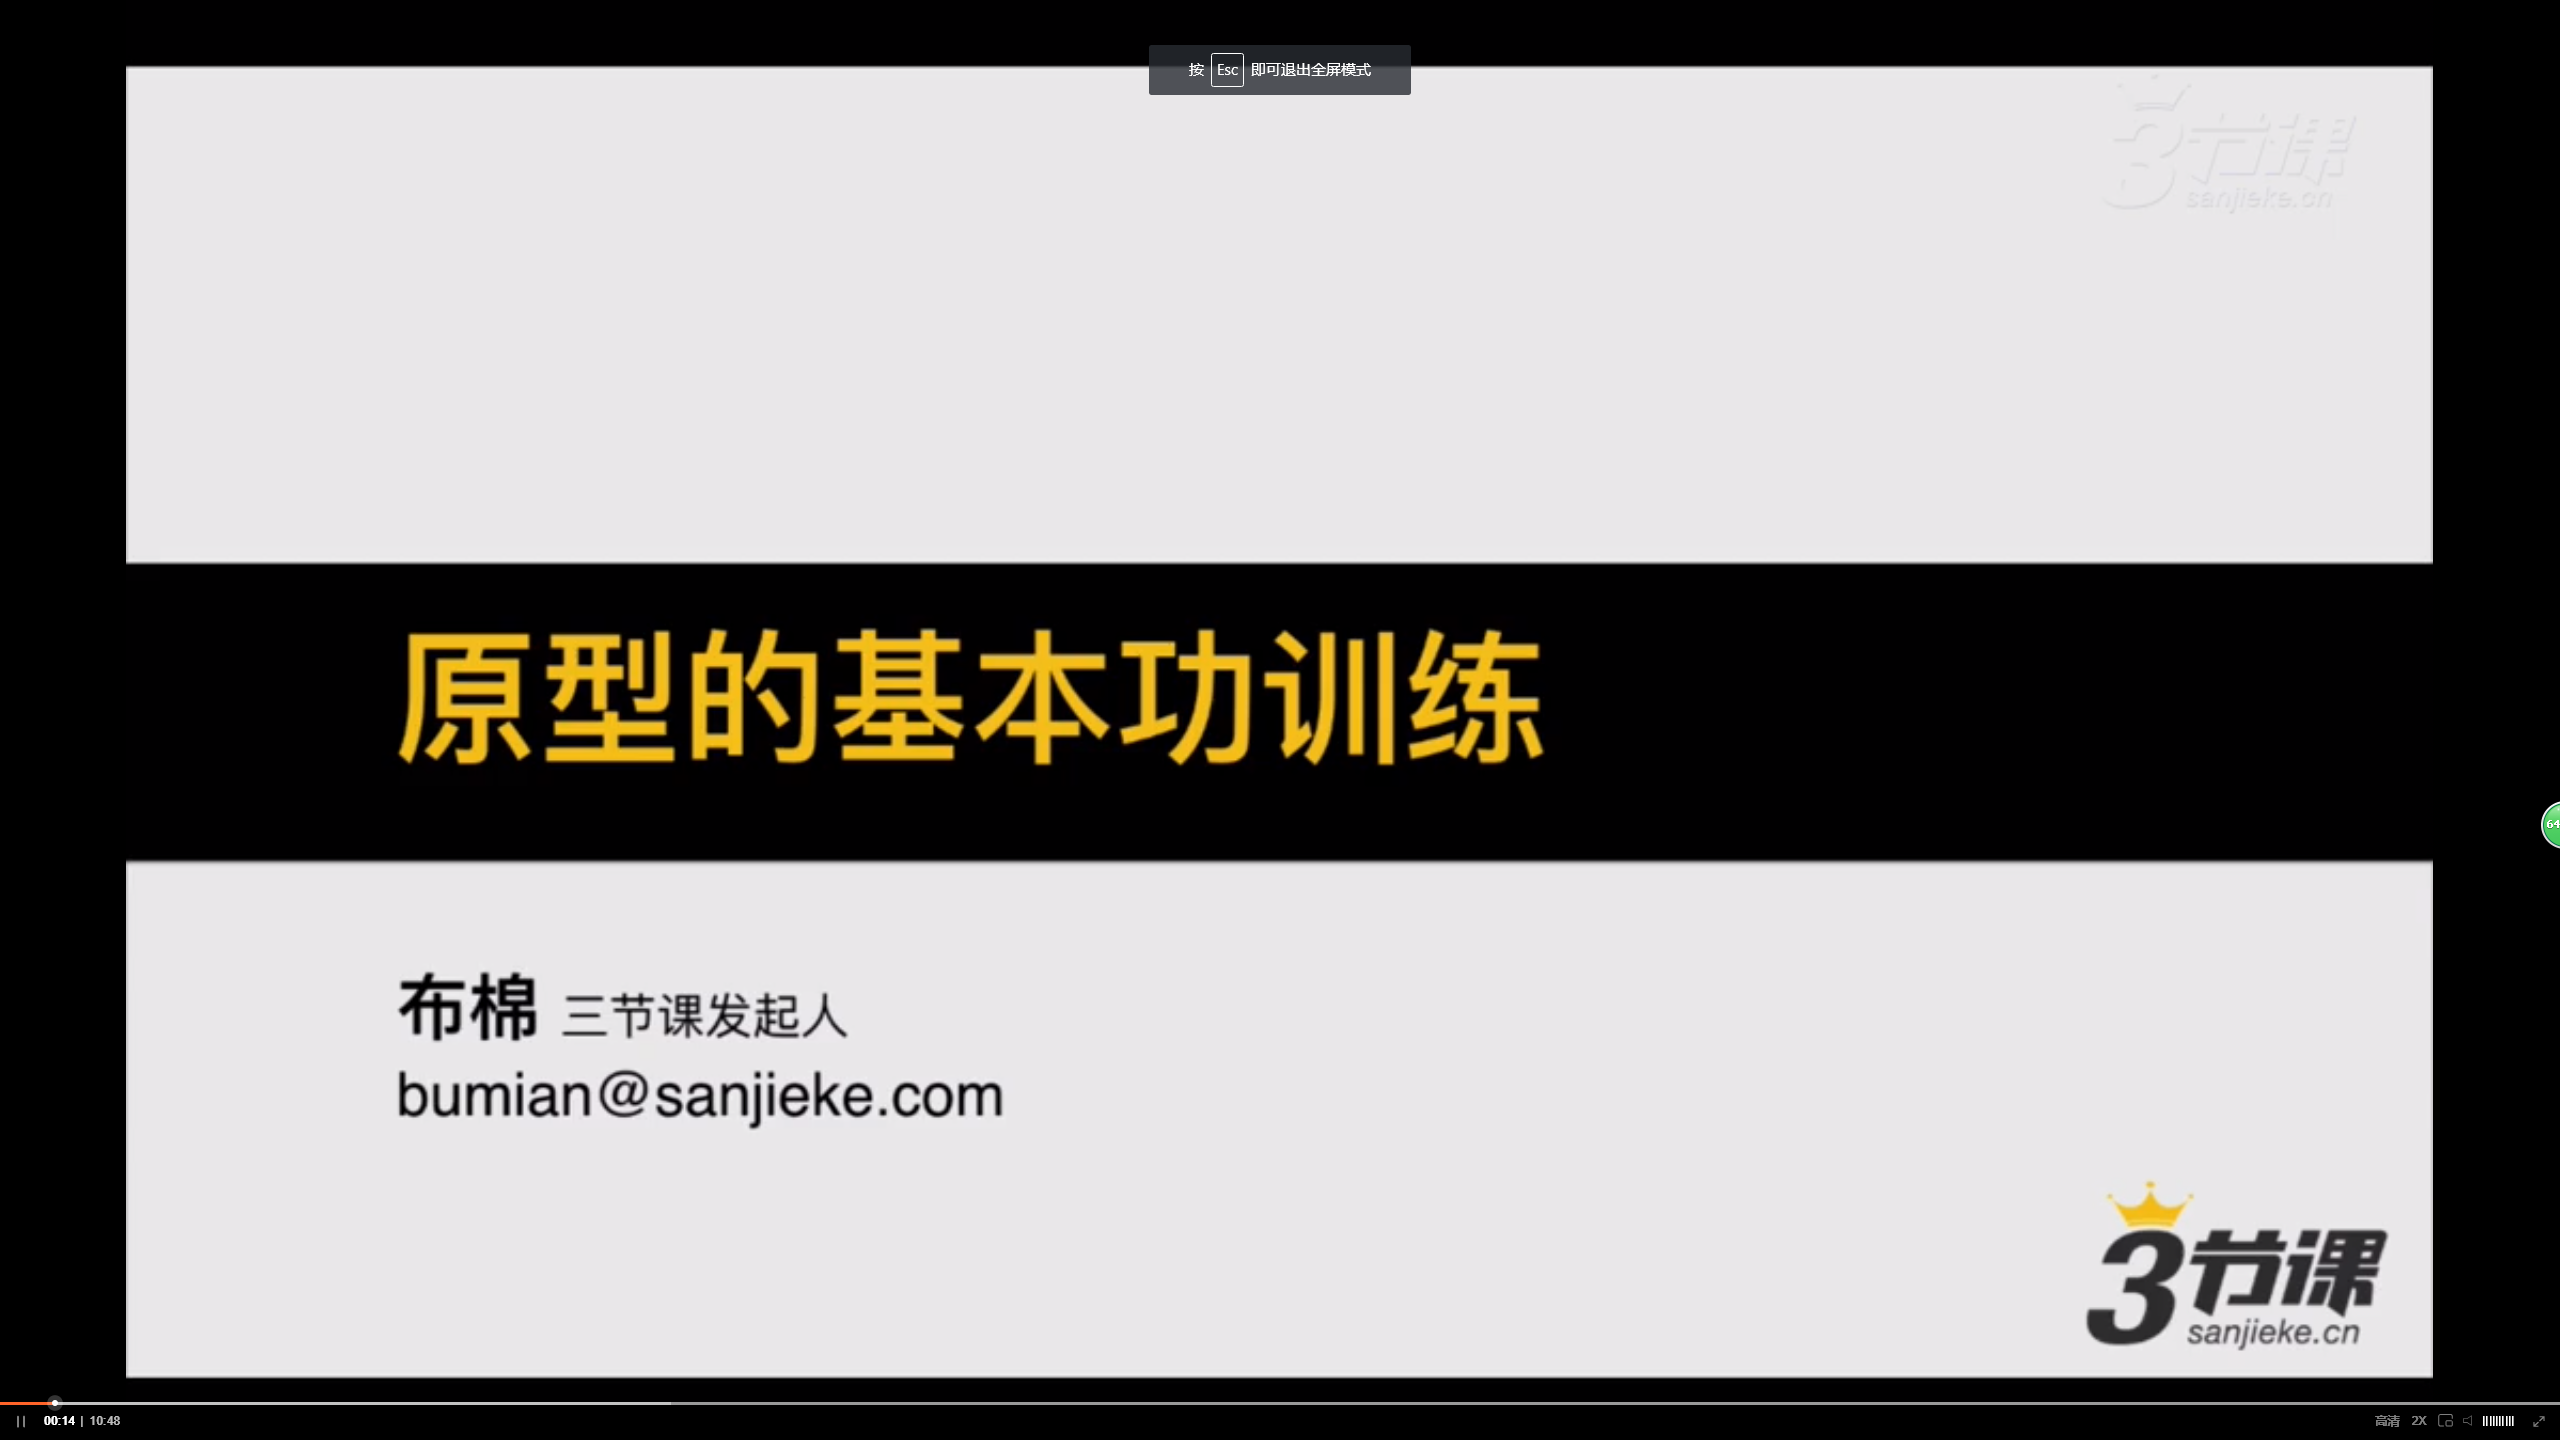 按 Esc 即可退出全屏模式
3节课
sanjieke.cn
原型的基本功训练
布棉 三节课发起人
bumian@sanjieke.com
3节课
sanjieke.cn
00:14 | 10:48
高清 2X